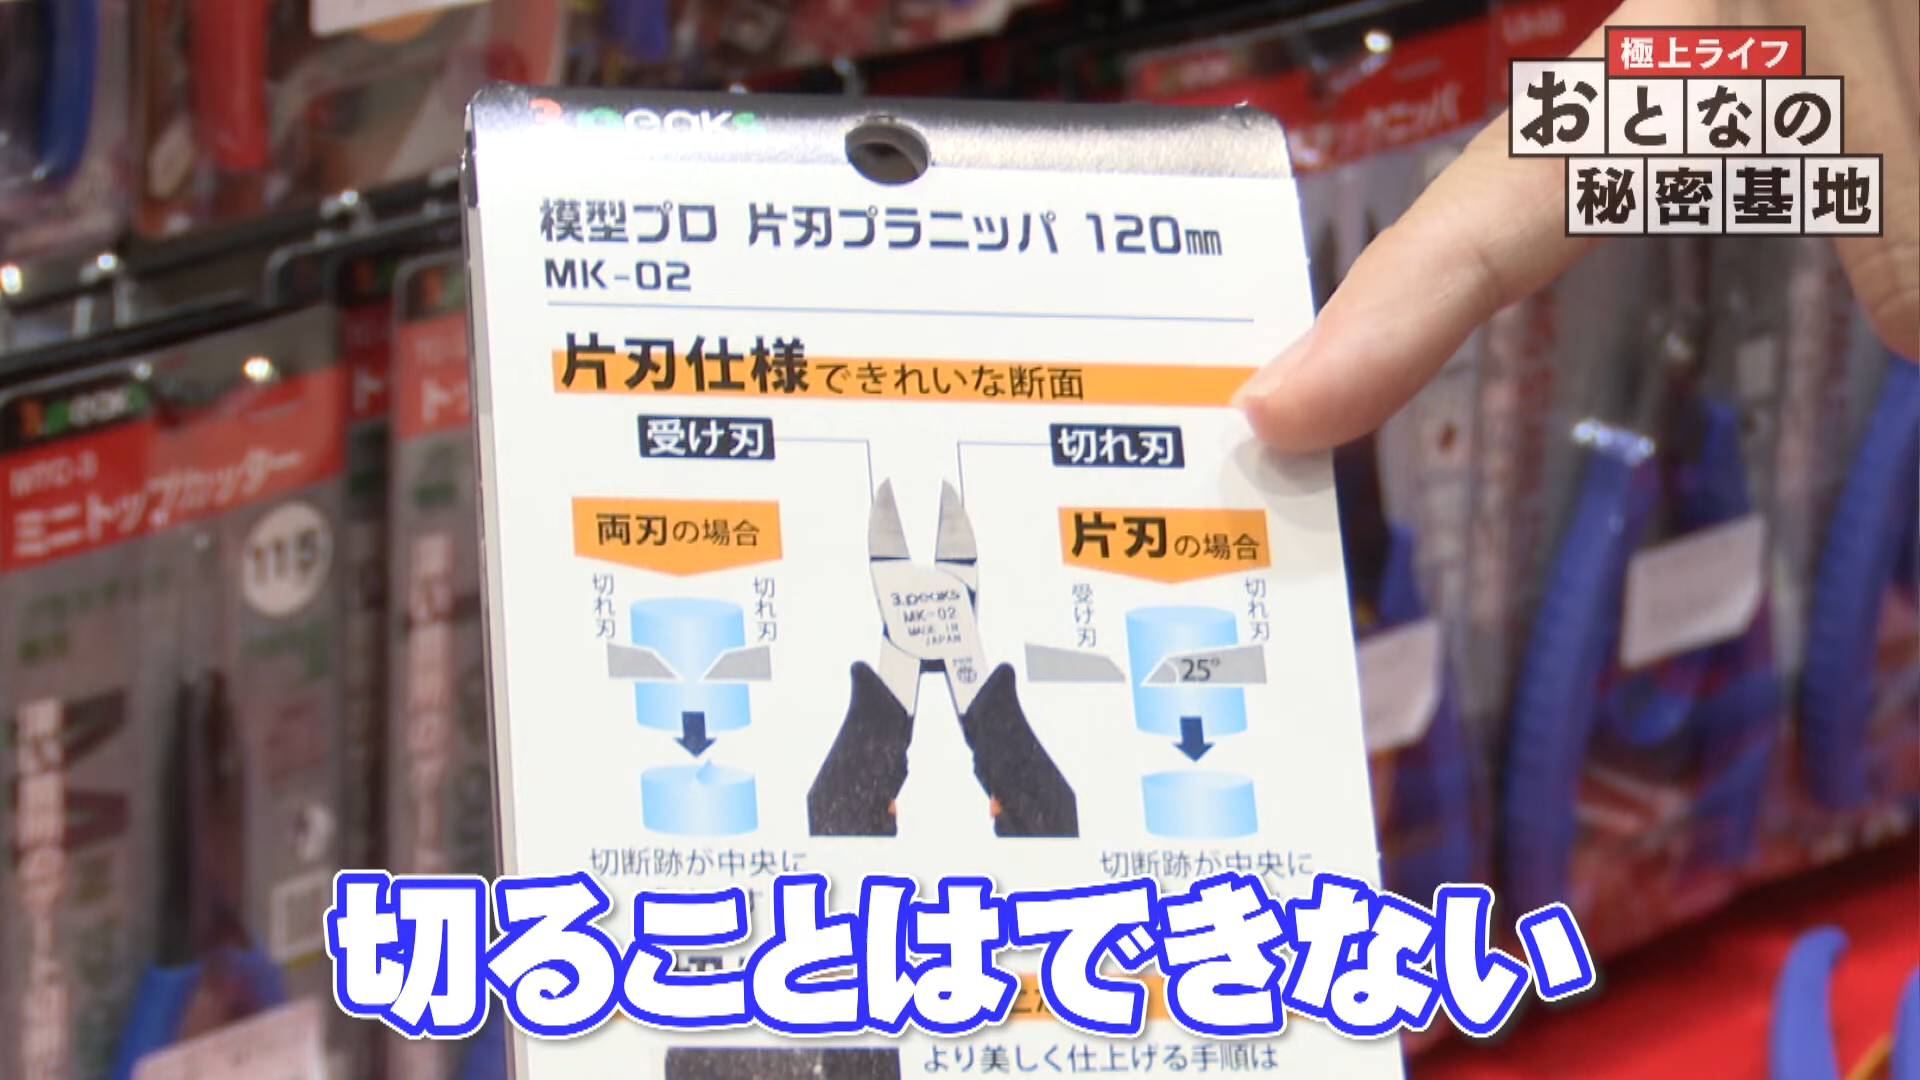 極上ライフ
おとなの
秘密基地
3.peaks
模型プロ 片刃プラニッパ 120mm
MK-02
片刃仕様できれいな断面
受け刃
切れ刃
両刃の場合
片刃の場合
切れ刃
切れ刃
受け刃
切れ刃
25°
3.peaks
MK-02
MADE IN
JAPAN
切断跡が中央に
切断跡が中央に
切ることはできない
より美しく仕上げる手順は
3.peaks
ミニトップカッター
115